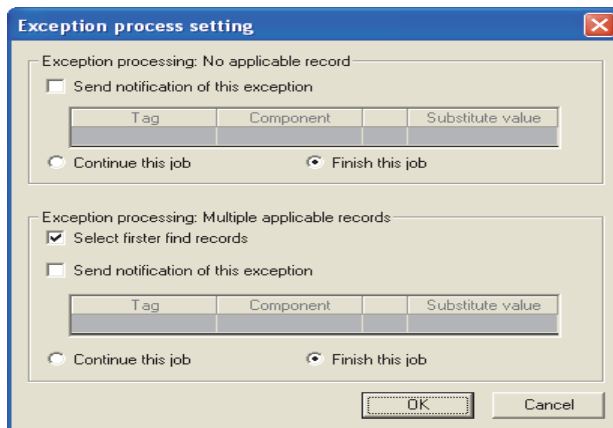 Exception process setting
Exception processing: No applicable record
Send notification of this exception
Tag Component Substitute value
Continue this job Finish this job
Exception processing: Multiple applicable records
Select firster find records
Send notification of this exception
Tag Component Substitute value
Continue this job Finish this job
OK Cancel